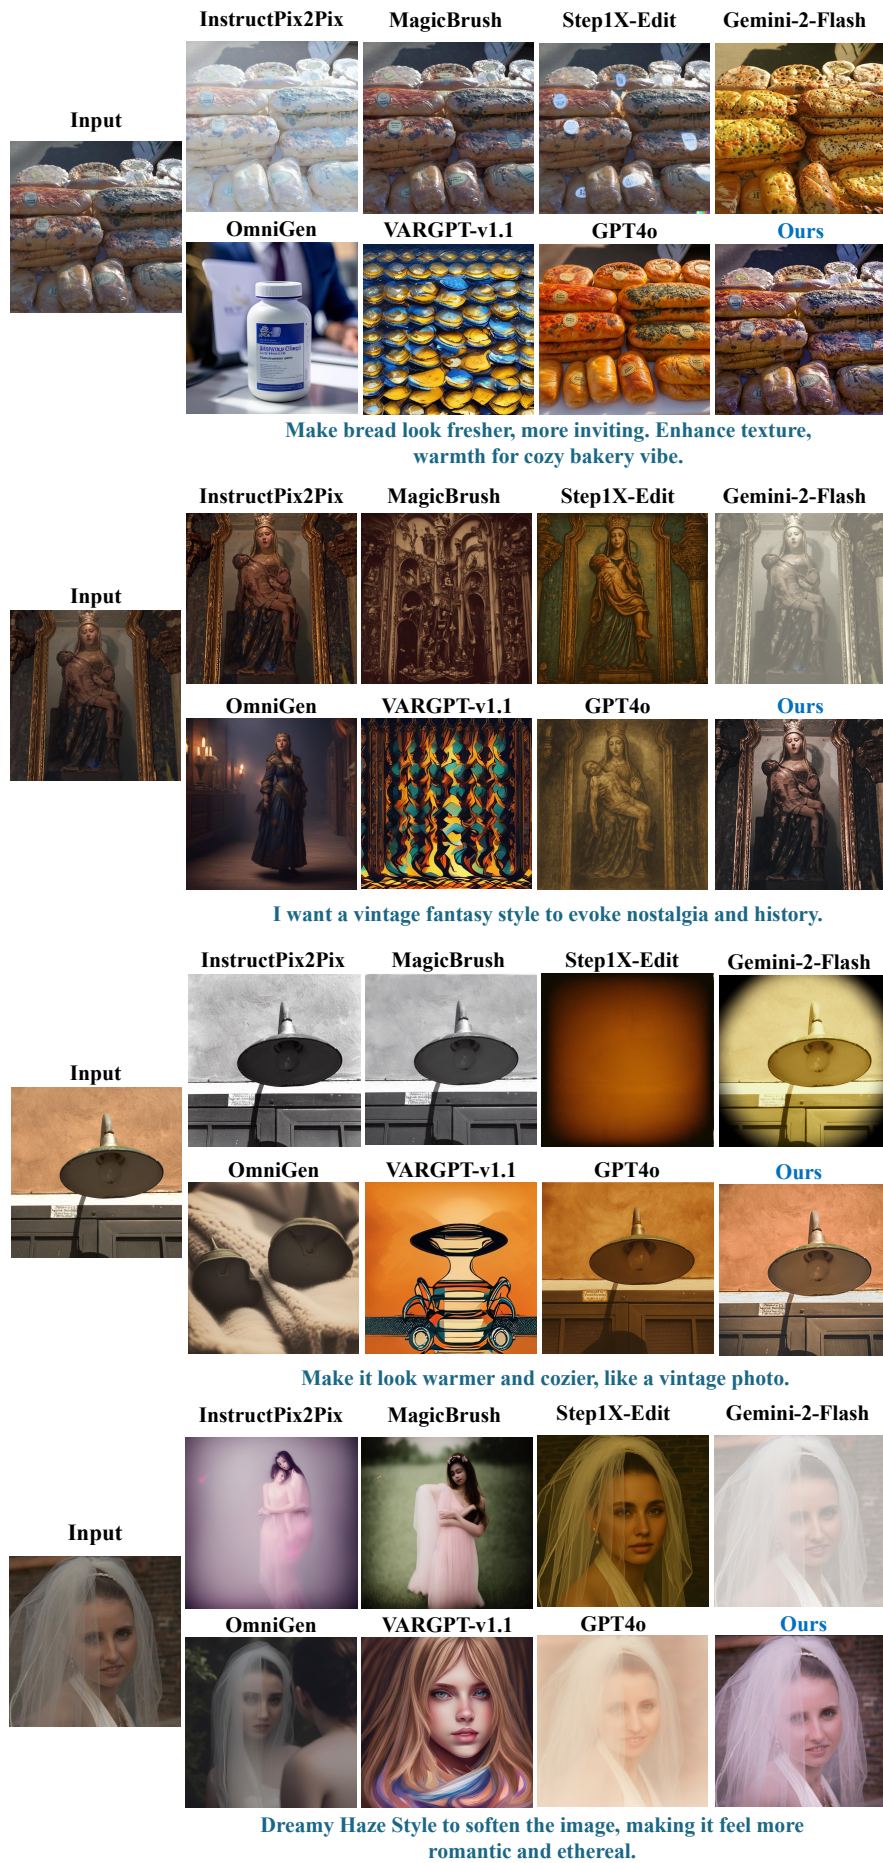 InstructPix2Pix MagicBrush Step1X-Edit Gemini-2-Flash
Input
OmniGen VARGPT-v1.1 GPT4o Ours
Make bread look fresher, more inviting. Enhance texture,
warmth for cozy bakery vibe.
InstructPix2Pix MagicBrush Step1X-Edit Gemini-2-Flash
Input
OmniGen VARGPT-v1.1 GPT4o Ours
I want a vintage fantasy style to evoke nostalgia and history.
InstructPix2Pix MagicBrush Step1X-Edit Gemini-2-Flash
Input
OmniGen VARGPT-v1.1 GPT4o Ours
Make it look warmer and cozier, like a vintage photo.
InstructPix2Pix MagicBrush Step1X-Edit Gemini-2-Flash
Input
OmniGen VARGPT-v1.1 GPT4o Ours
Dreamy Haze Style to soften the image, making it feel more
romantic and ethereal.